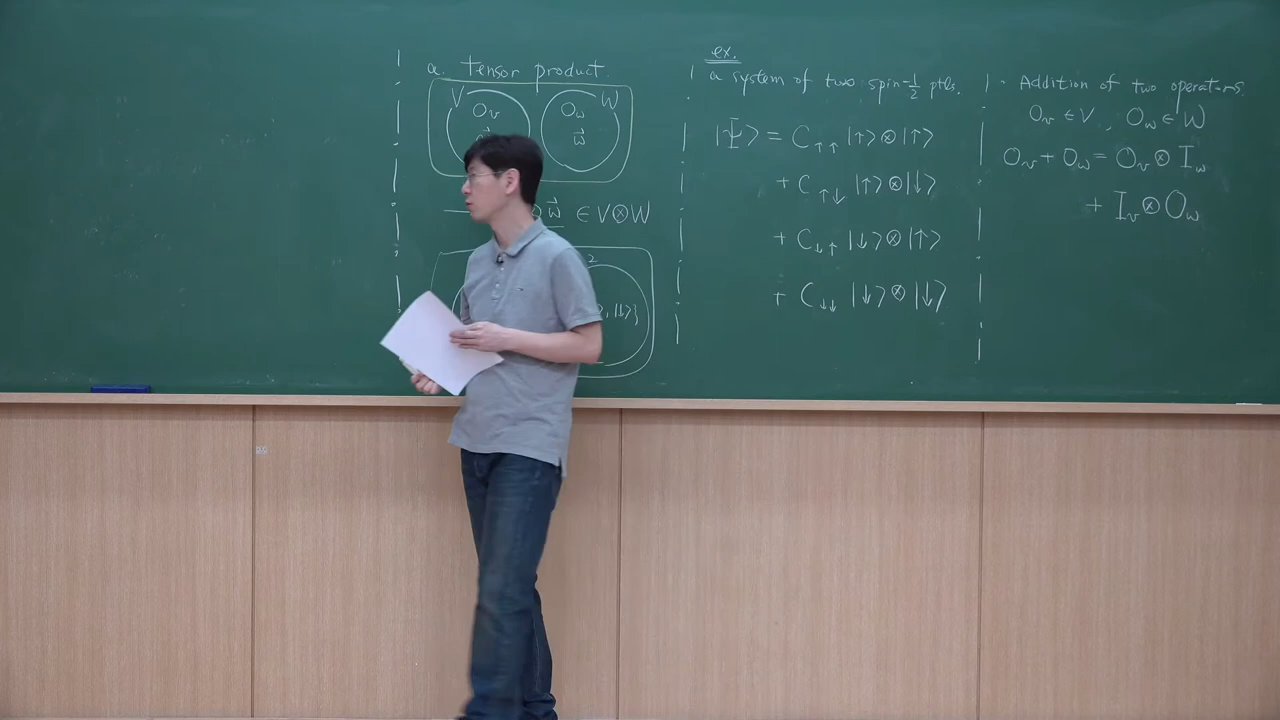 a. tensor product.
V W
O_v O_w
w⃗
w⃗ ∈ V⊗W
2
|↓⟩}
ex.
a system of two spin-½ ptls.
|Ψ⟩ = C↑↑ |↑⟩⊗|↑⟩
+ C↑↓ |↑⟩⊗|↓⟩
+ C↓↑ |↓⟩⊗|↑⟩
+ C↓↓ |↓⟩⊗|↓⟩
· Addition of two operators.
O_v ∈ V, O_w ∈ W
O_v + O_w = O_v ⊗ I_w
+ I_v ⊗ O_w